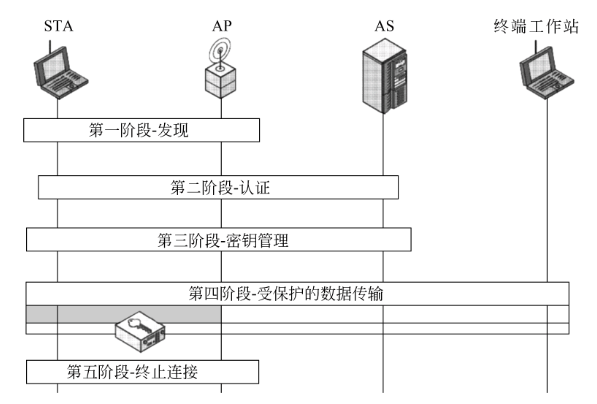 STA AP AS 终端工作站
第一阶段-发现
第二阶段-认证
第三阶段-密钥管理
第四阶段-受保护的数据传输
第五阶段-终止连接